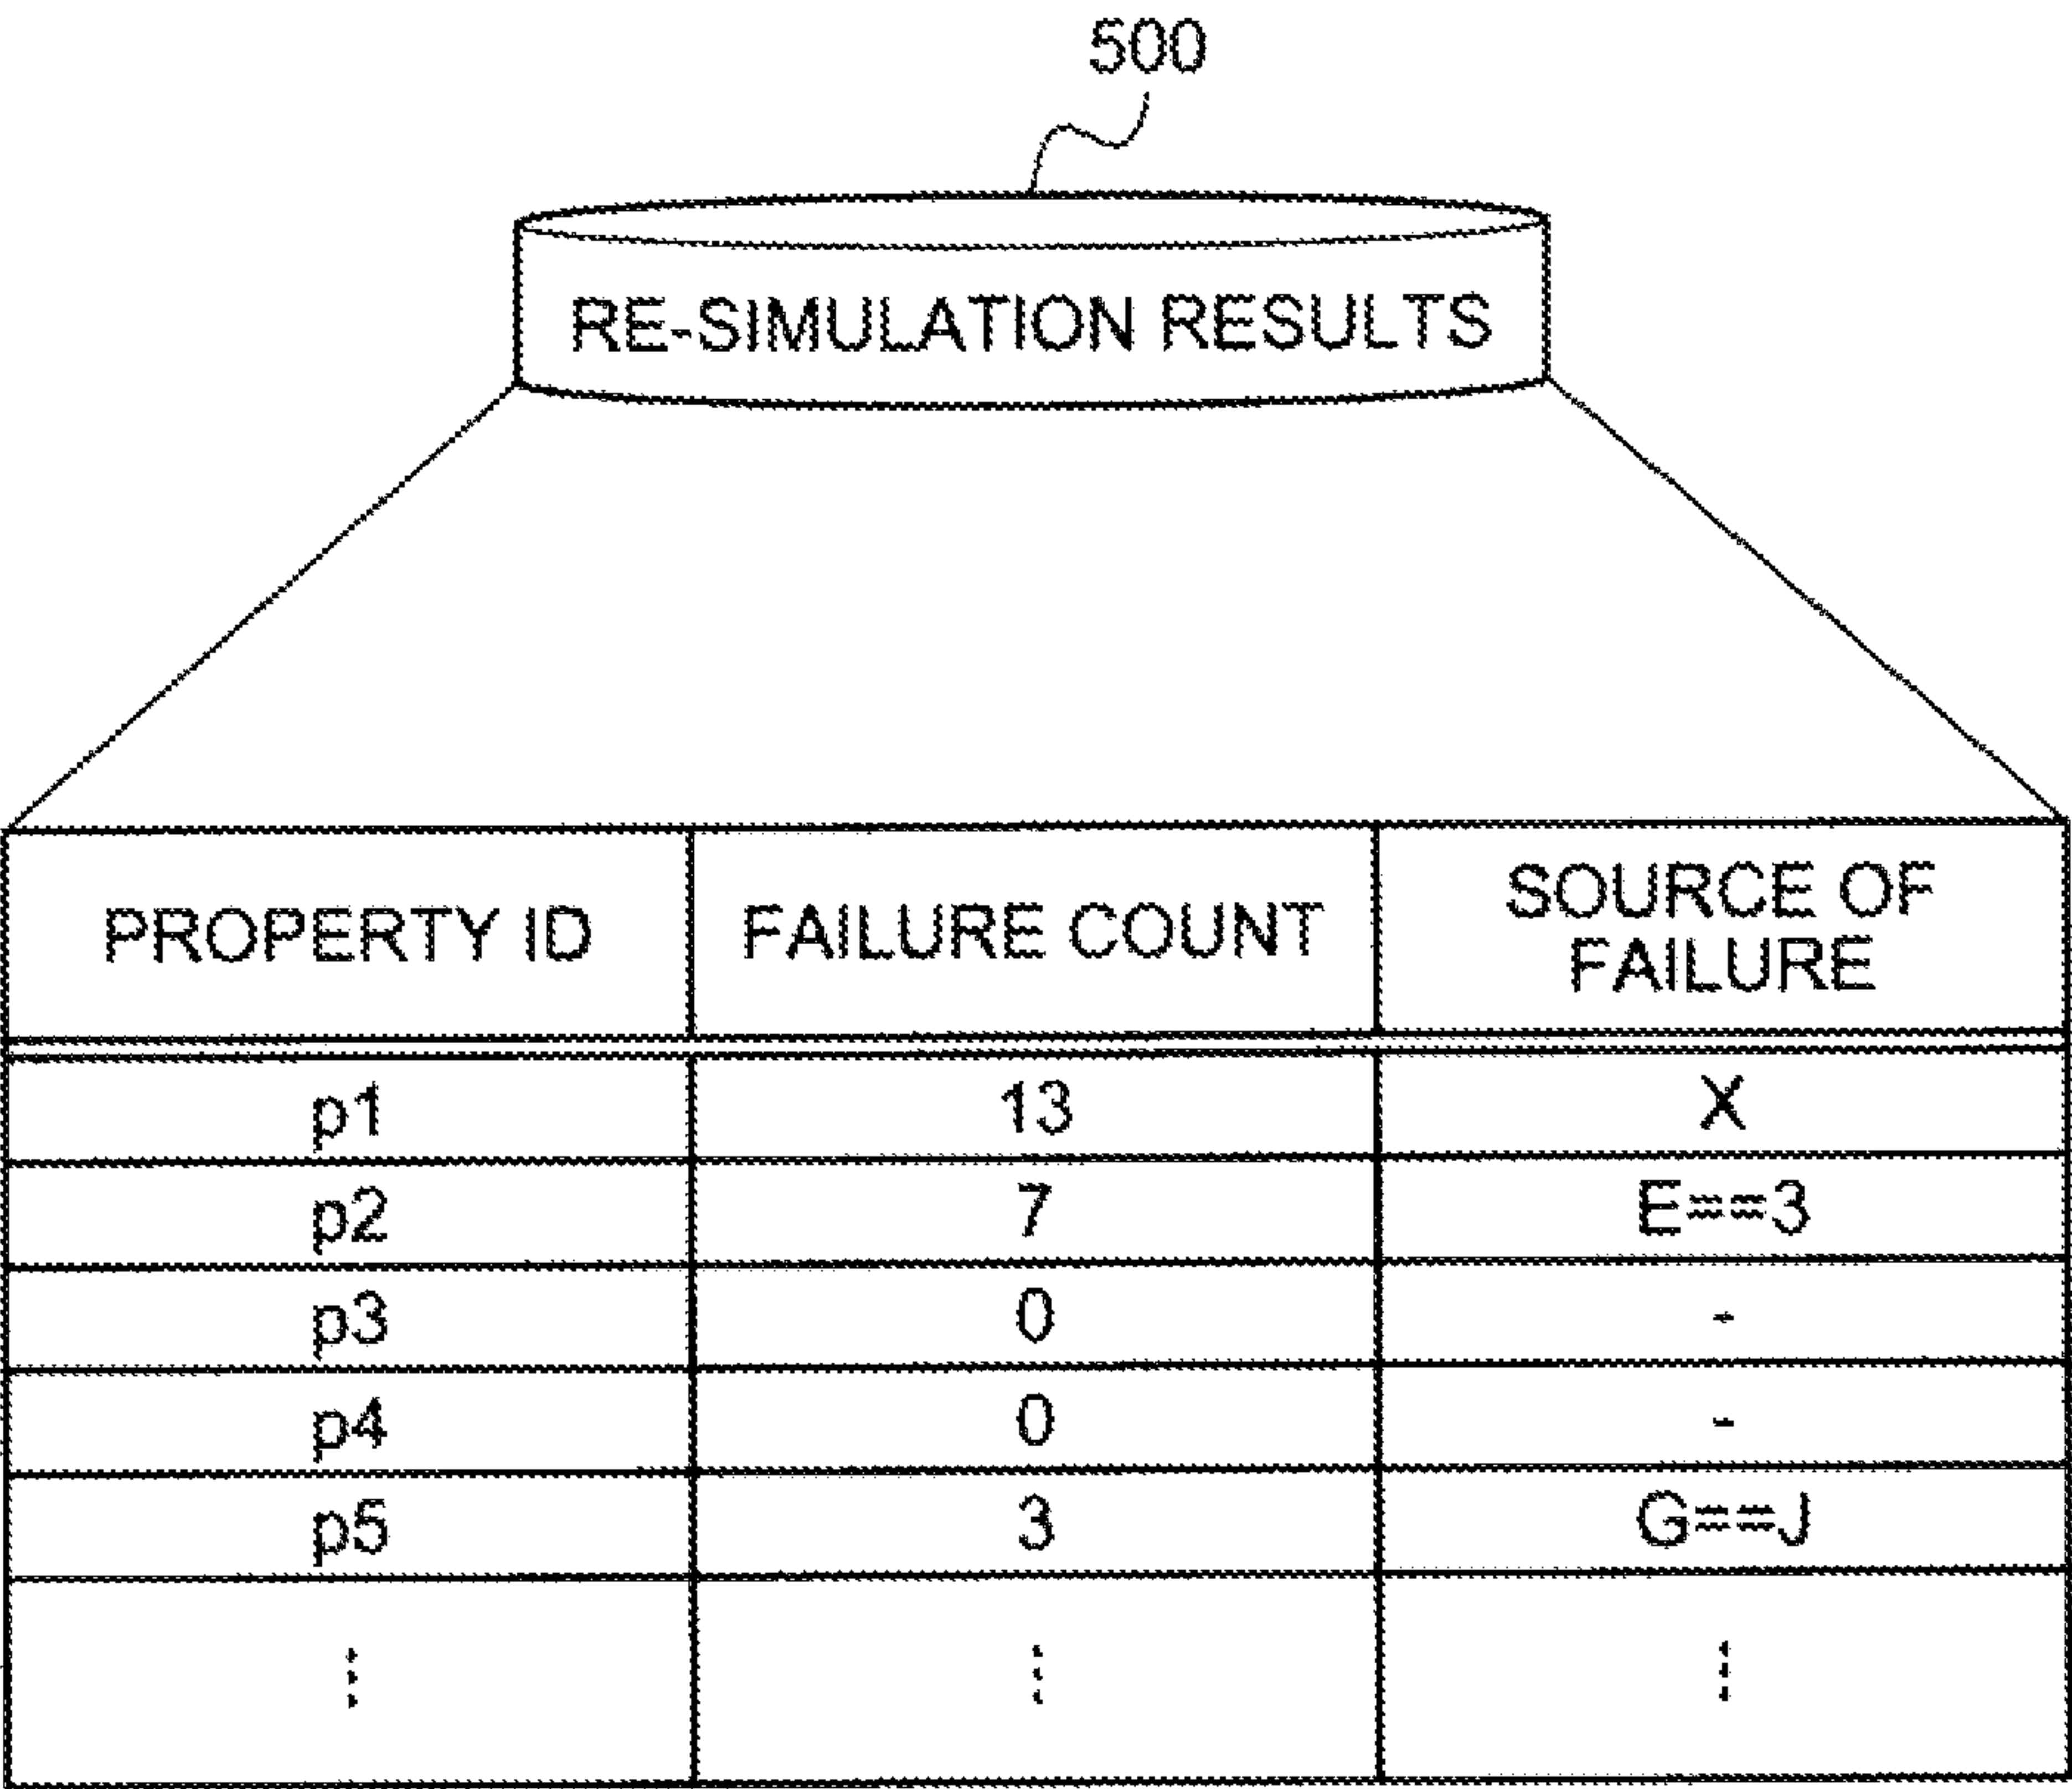 500
RE-SIMULATION RESULTS
PROPERTY ID FAILURE COUNT SOURCE OF FAILURE
p1 13 X
p2 7 E==3
p3 0 -
p4 0 -
p5 3 G==J
⋮ ⋮ ⋮